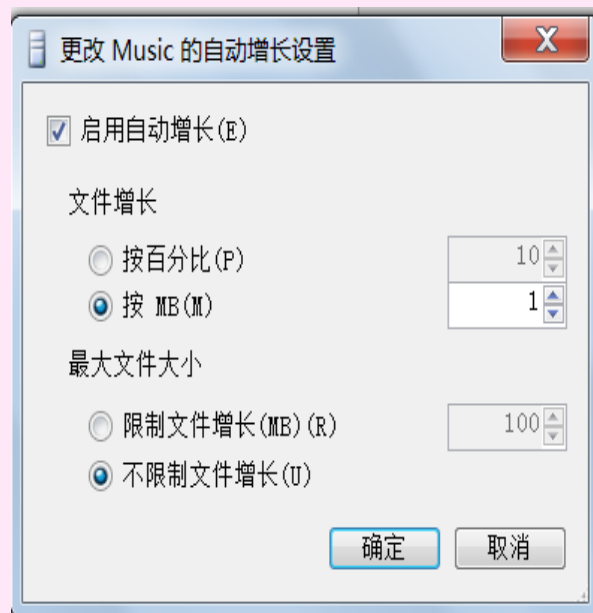 更改 Music 的自动增长设置
X
启用自动增长(E)
文件增长
按百分比(P) 10
按 MB(M) 1
最大文件大小
限制文件增长(MB)(R) 100
不限制文件增长(U)
确定 取消